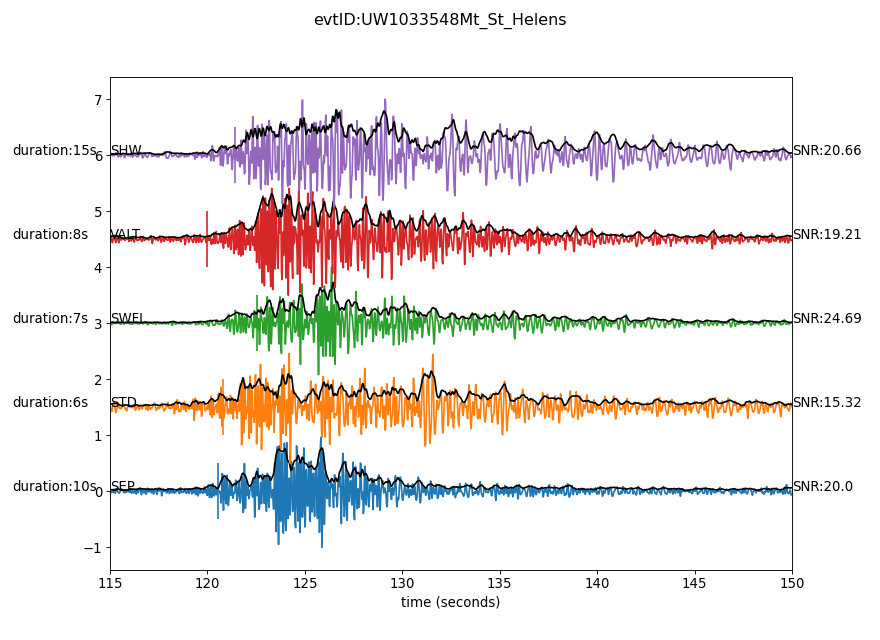 evtID:UW1033548Mt_St_Helens
7
duration:15s SHW SNR:20.66
6
5
duration:8s VALT SNR:19.21
4
duration:7s SWFL SNR:24.69
3
2
duration:6s STD SNR:15.32
1
duration:10s SEP SNR:20.0
0
−1
115 120 125 130 135 140 145 150
time (seconds)